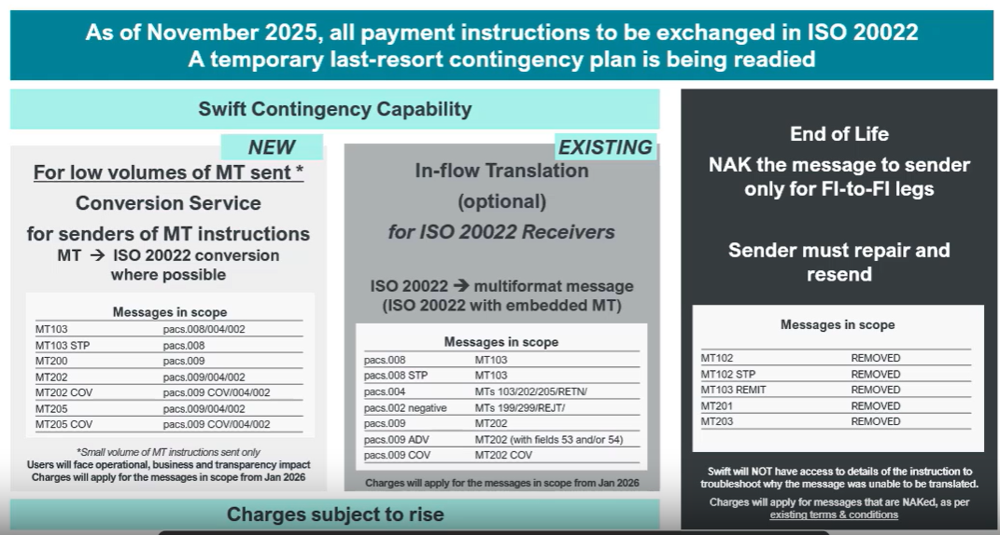 As of November 2025, all payment instructions to be exchanged in ISO 20022
A temporary last-resort contingency plan is being readied
Swift Contingency Capability
NEW
For low volumes of MT sent *
Conversion Service
for senders of MT instructions
MT → ISO 20022 conversion
where possible
Messages in scope
MT103 pacs.008/004/002
MT103 STP pacs.008
MT200 pacs.009
MT202 pacs.009/004/002
MT202 COV pacs.009 COV/004/002
MT205 pacs.009/004/002
MT205 COV pacs.009 COV/004/002
*Small volume of MT instructions sent only
Users will face operational, business and transparency impact
Charges will apply for the messages in scope from Jan 2026
EXISTING
In-flow Translation
(optional)
for ISO 20022 Receivers
ISO 20022 → multiformat message
(ISO 20022 with embedded MT)
Messages in scope
pacs.008 MT103
pacs.008 STP MT103
pacs.004 MTs 103/202/205/RETN/
pacs.002 negative MTs 199/299/REJT/
pacs.009 MT202
pacs.009 ADV MT202 (with fields 53 and/or 54)
pacs.009 COV MT202 COV
Charges will apply for the messages in scope from Jan 2026
Charges subject to rise
End of Life
NAK the message to sender
only for FI-to-FI legs
Sender must repair and
resend
Messages in scope
MT102 REMOVED
MT102 STP REMOVED
MT103 REMIT REMOVED
MT201 REMOVED
MT203 REMOVED
Swift will NOT have access to details of the instruction to
troubleshoot why the message was unable to be translated.
Charges will apply for messages that are NAKed, as per
existing terms & conditions